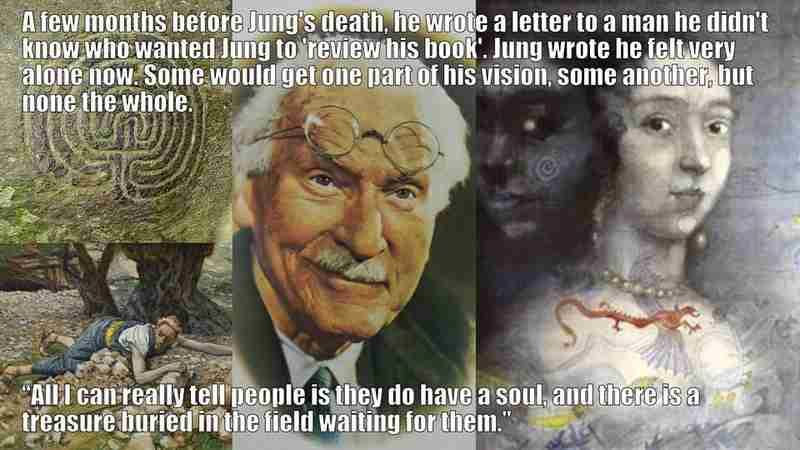 A few months before Jung's death, he wrote a letter to a man he didn't
know who wanted Jung to 'review his book'. Jung wrote he felt very
alone now. Some would get one part of his vision, some another, but
none the whole.
“All I can really tell people is they do have a soul, and there is a
treasure buried in the field waiting for them."